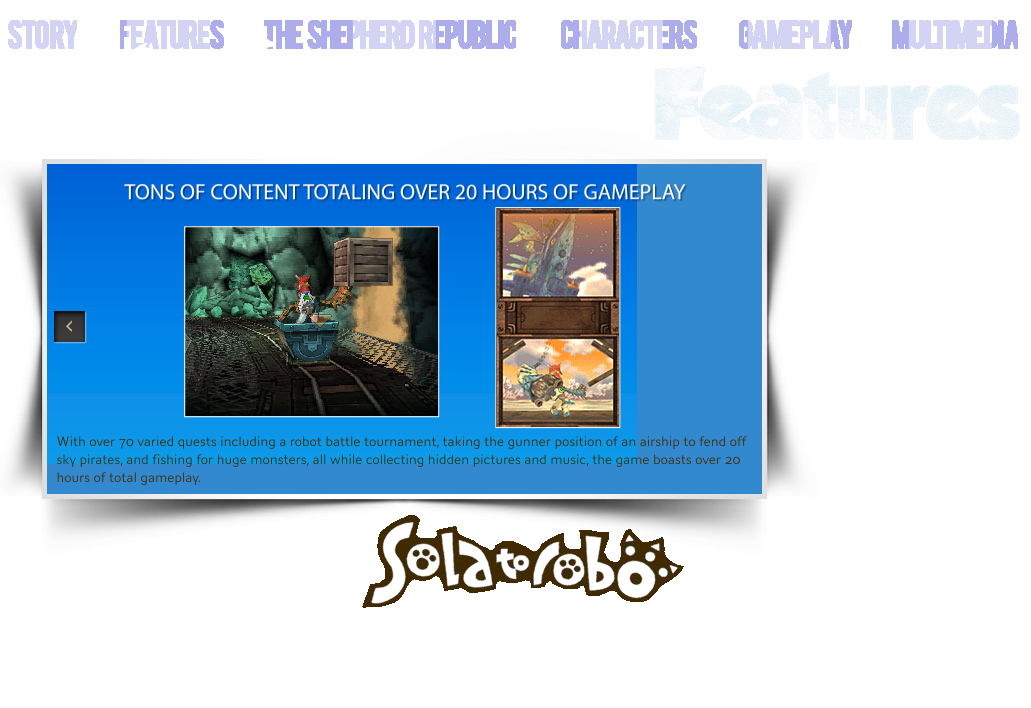 STORY FEATURES THE SHEPHERD REPUBLIC CHARACTERS GAMEPLAY MULTIMEDIA
Features
TONS OF CONTENT TOTALING OVER 20 HOURS OF GAMEPLAY
With over 70 varied quests including a robot battle tournament, taking the gunner position of an airship to fend off
sky pirates, and fishing for huge monsters, all while collecting hidden pictures and music, the game boasts over 20
hours of total gameplay.
Solatorobo